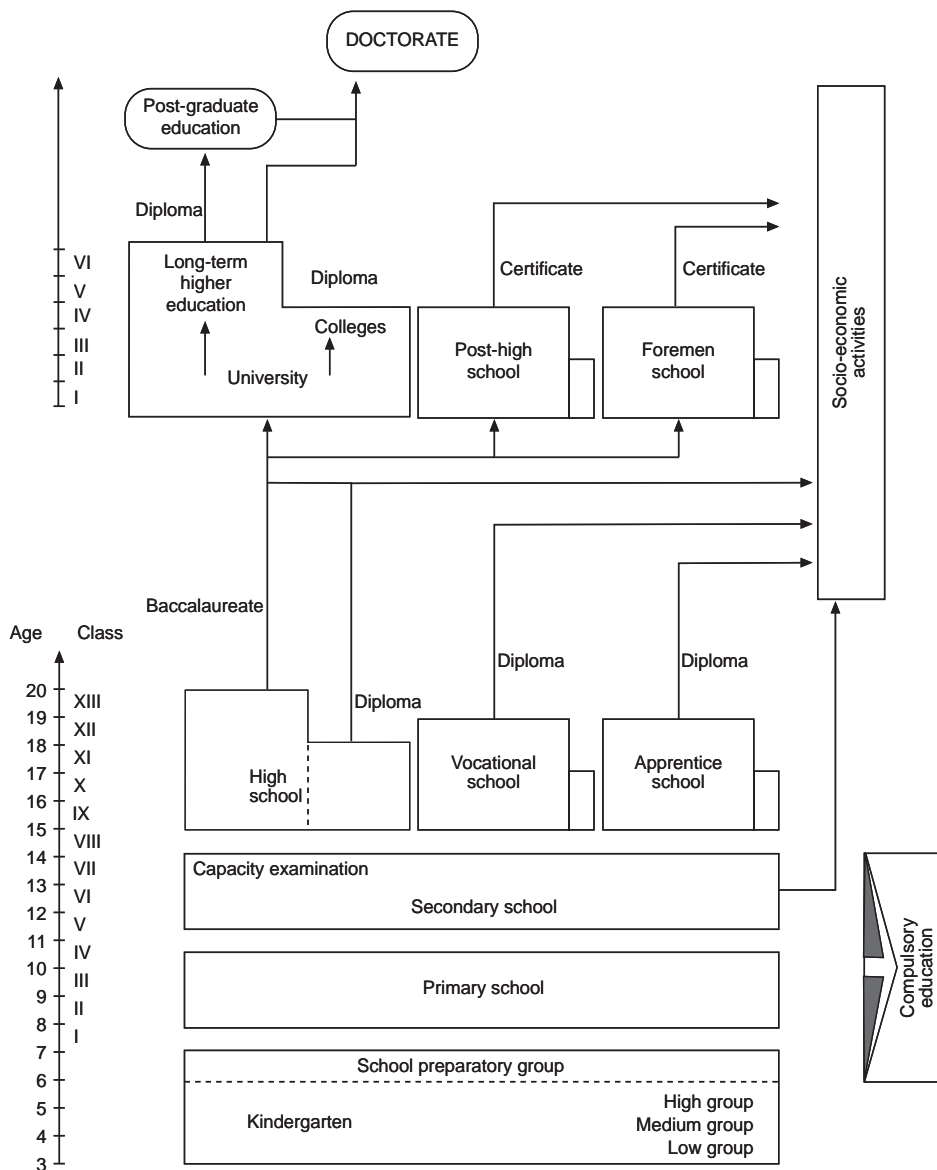 DOCTORATE
Post-graduate
education
Diploma
VI
V
IV
III
II
I
Long-term
higher
education
Diploma
Colleges
University
Certificate
Post-high
school
Certificate
Foremen
school
Socio-economic
activities
Baccalaureate
Age
Class
Diploma
Diploma
Diploma
20
19
18
17
16
15
14
13
12
11
10
9
8
7
6
5
4
3
XIII
XII
XI
X
IX
VIII
VII
VI
V
IV
III
II
I
High
school
Vocational
school
Apprentice
school
Capacity examination
Secondary school
Primary school
School preparatory group
Kindergarten
High group
Medium group
Low group
Compulsory
education